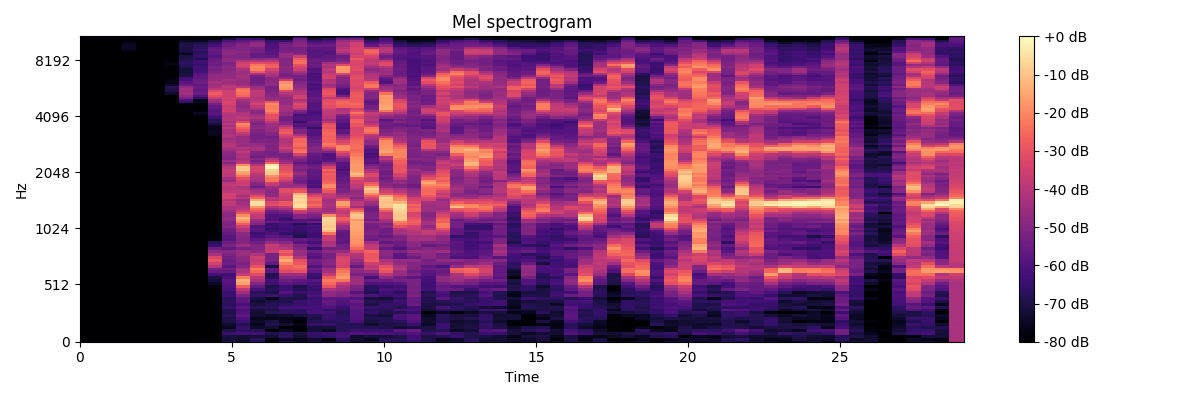 Mel spectrogram
Hz
8192
4096
2048
1024
512
0
0 5 10 15 20 25
Time
+0 dB
-10 dB
-20 dB
-30 dB
-40 dB
-50 dB
-60 dB
-70 dB
-80 dB